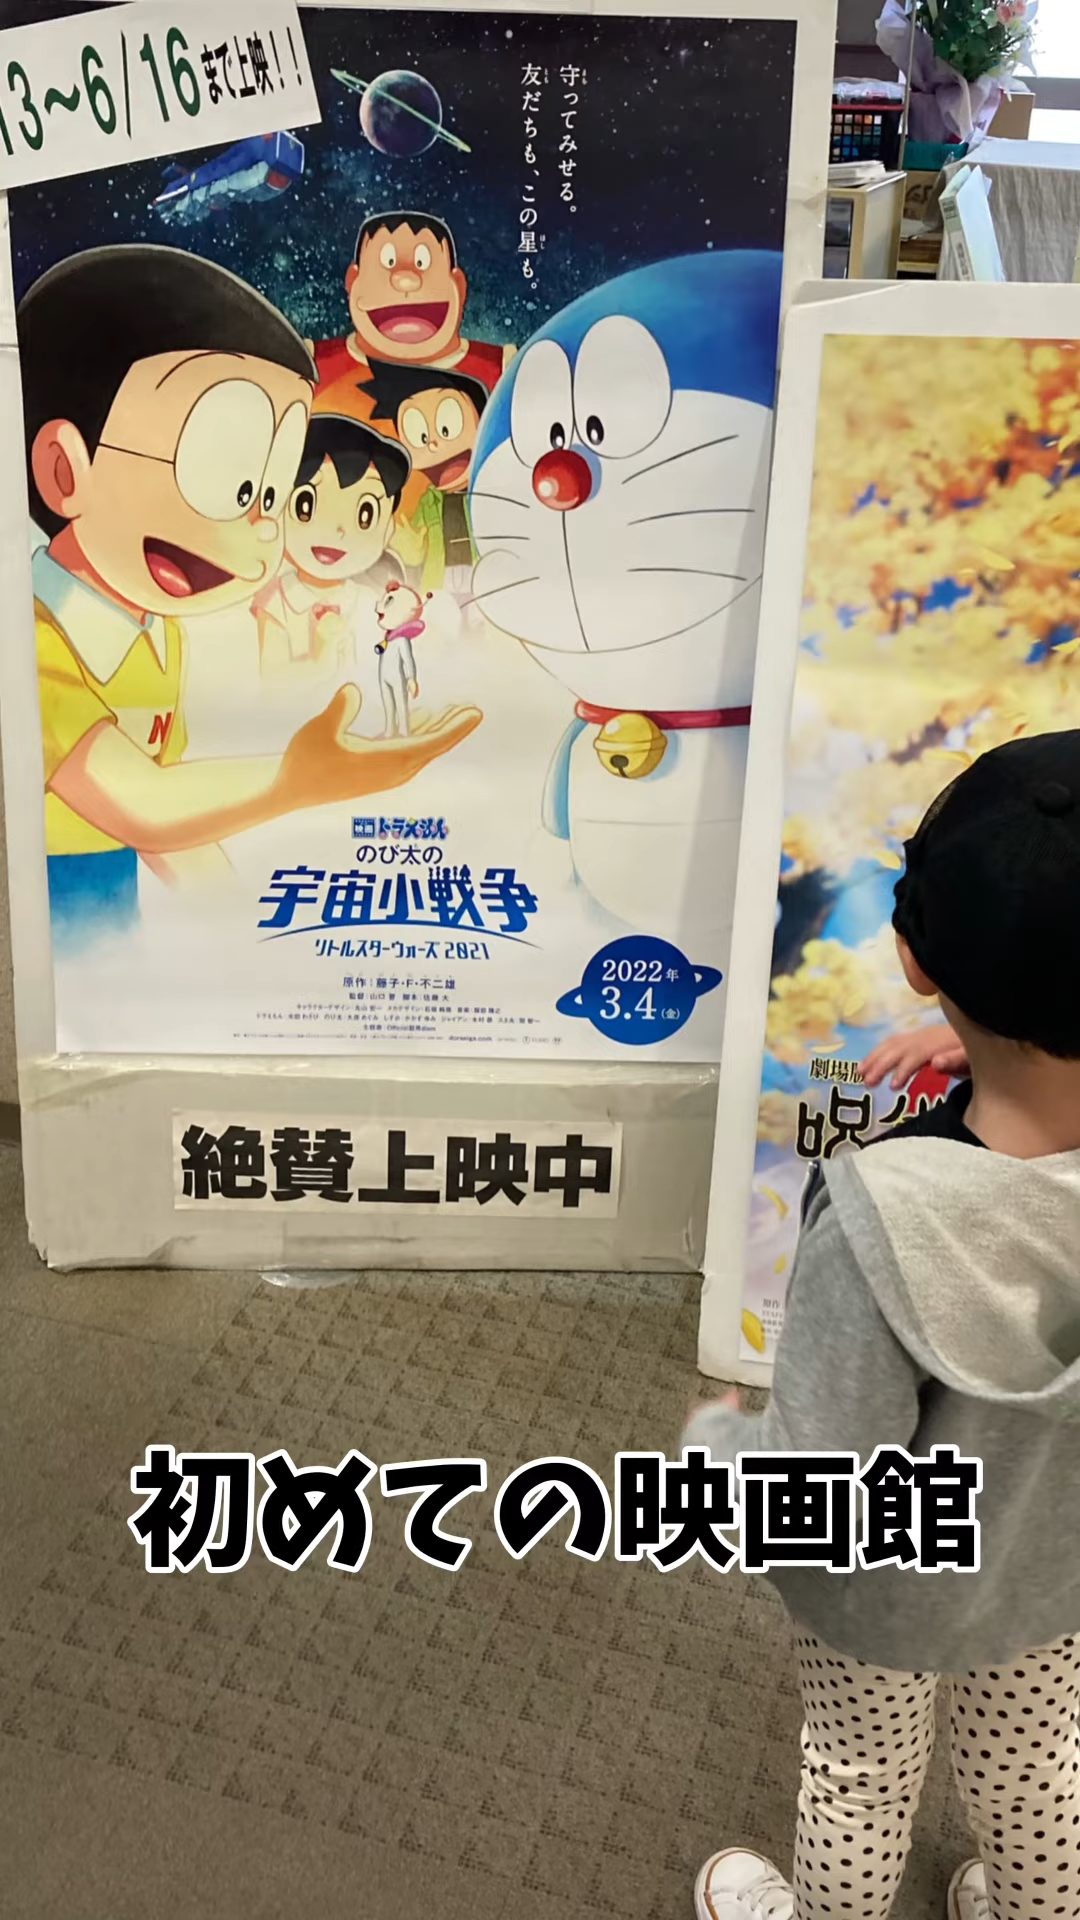 13~6/16まで上映!!
守ってみせる。
友だちも、この星も。
N
映画ドラえもん
のび太の
宇宙小戦争
リトルスターウォーズ 2021
原作:藤子・F・不二雄
2022年
3.4(金)
絶賛上映中
劇場版
呪
初めての映画館